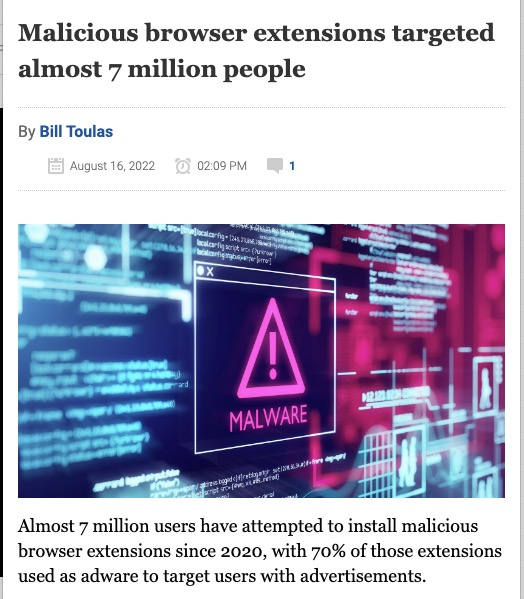 Malicious browser extensions targeted
almost 7 million people
By Bill Toulas
August 16, 2022 02:09 PM 1
X
MALWARE
Almost 7 million users have attempted to install malicious
browser extensions since 2020, with 70% of those extensions
used as adware to target users with advertisements.